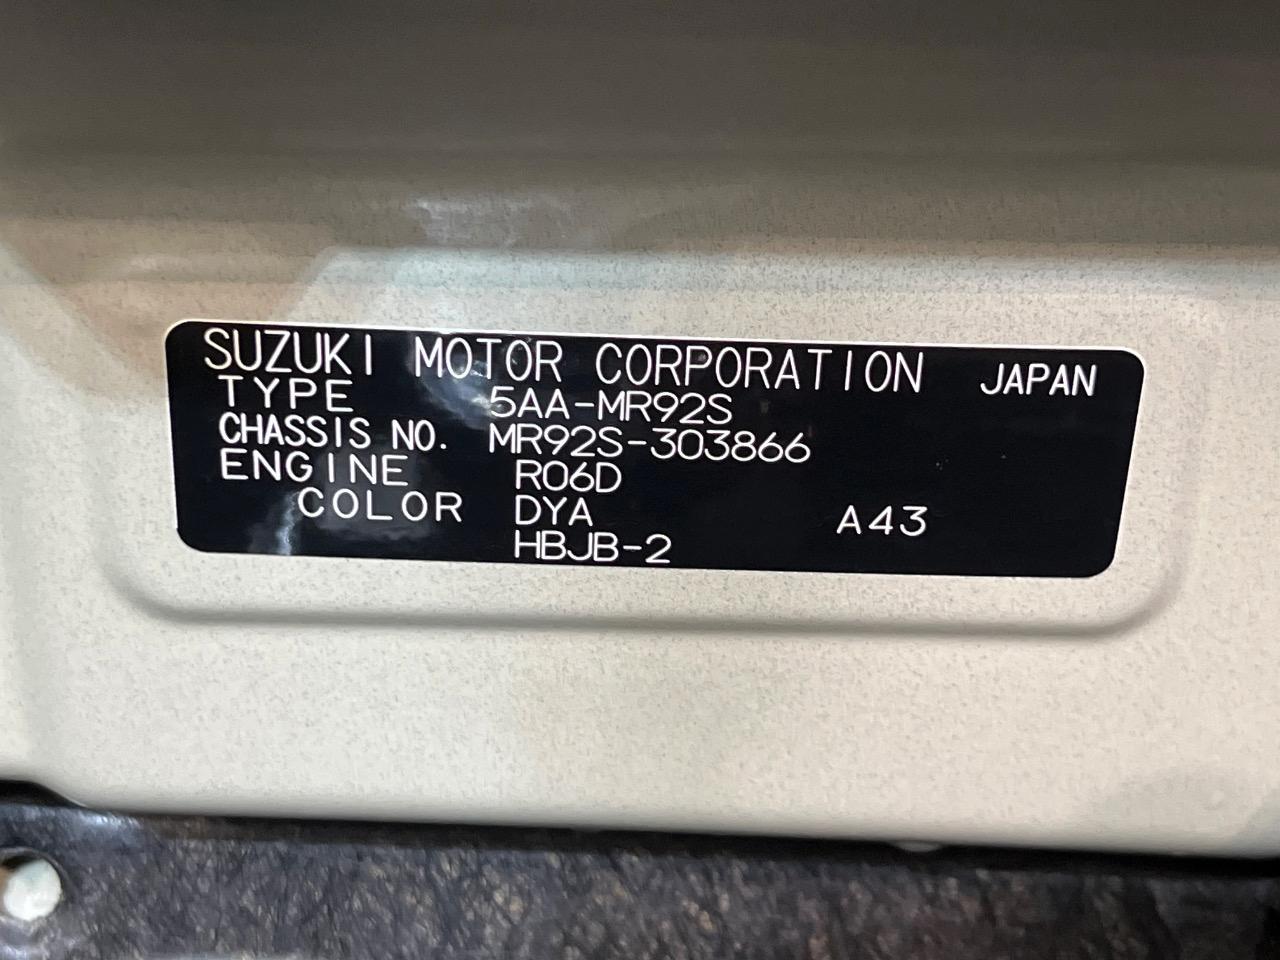 SUZUKI MOTOR CORPORATION JAPAN
TYPE 5AA-MR92S
CHASSIS NO. MR92S-303866
ENGINE R06D
COLOR DYA A43
HBJB-2